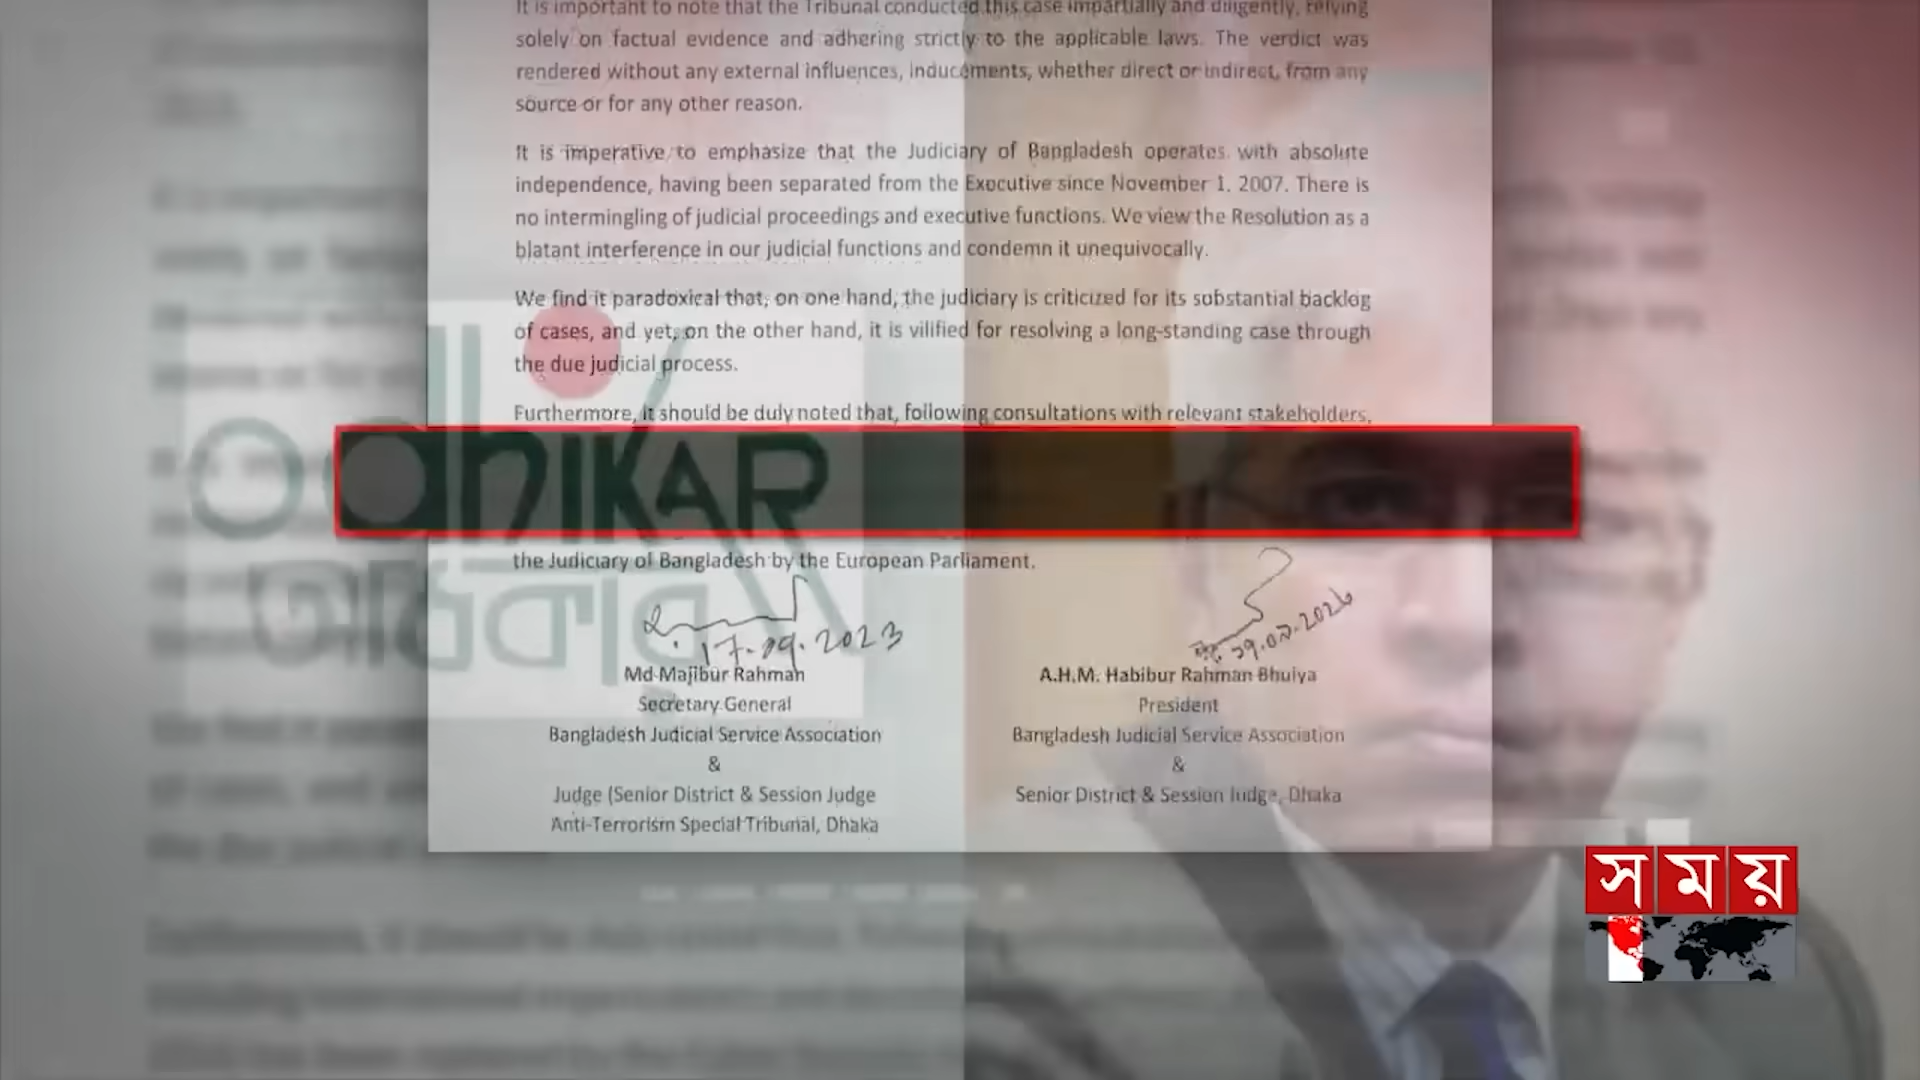 It is important to note that the Tribunal conducted this case impartially and diligently, relying
solely on factual evidence and adhering strictly to the applicable laws. The verdict was
rendered without any external influences, inducements, whether direct or indirect, from any
source or for any other reason.
It is imperative to emphasize that the Judiciary of Bangladesh operates with absolute
independence, having been separated from the Executive since November 1, 2007. There is
no intermingling of judicial proceedings and executive functions. We view the Resolution as a
blatant interference in our judicial functions and condemn it unequivocally.
We find it paradoxical that, on one hand, the judiciary is criticized for its substantial backlog
of cases, and yet, on the other hand, it is vilified for resolving a long-standing case through
the due judicial process.
Furthermore, it should be duly noted that, following consultations with relevant stakeholders,
OdHIKAR
অধিকার
the Judiciary of Bangladesh by the European Parliament.
17.09.2023
Md Majibur Rahman
Secretary General
Bangladesh Judicial Service Association
&
Judge (Senior District & Session Judge
Anti-Terrorism Special Tribunal, Dhaka
A.H.M. Habibur Rahman Bhuiya
President
Bangladesh Judicial Service Association
&
Senior District & Session Judge, Dhaka
সময়